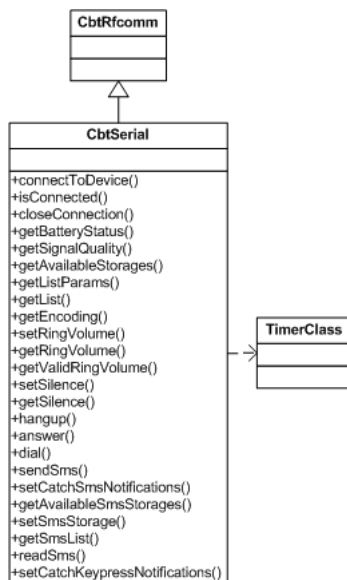 CbtRfcomm
CbtSerial
+connectToDevice()
+isConnected()
+closeConnection()
+getBatteryStatus()
+getSignalQuality()
+getAvailableStorages()
+getListParams()
+getList()
+getEncoding()
+setRingVolume()
+getRingVolume()
+getValidRingVolume()
+setSilence()
+getSilence()
+hangup()
+answer()
+dial()
+sendSms()
+setCatchSmsNotifications()
+getAvailableSmsStorages()
+setSmsStorage()
+getSmsList()
+readSms()
+setCatchKeypressNotifications()
TimerClass